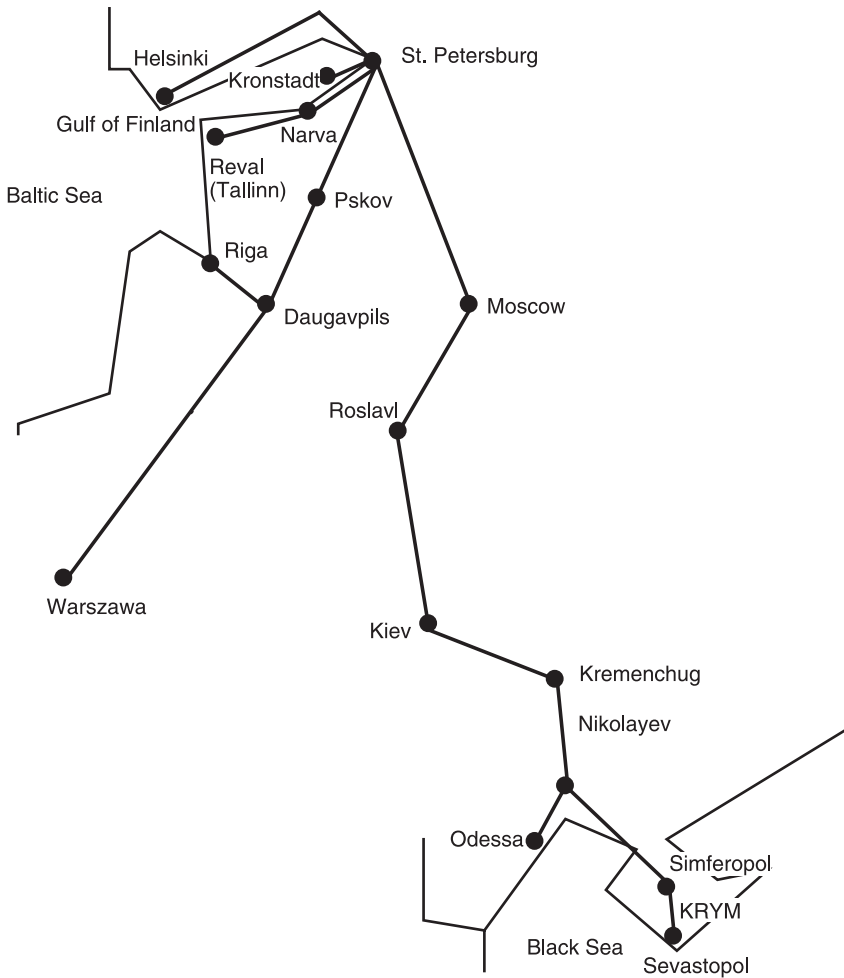 Helsinki
St. Petersburg
Kronstadt
Gulf of Finland
Narva
Reval
(Tallinn)
Baltic Sea
Pskov
Riga
Daugavpils
Moscow
Roslavl
Warszawa
Kiev
Kremenchug
Nikolayev
Odessa
Simferopol
KRYM
Black Sea
Sevastopol